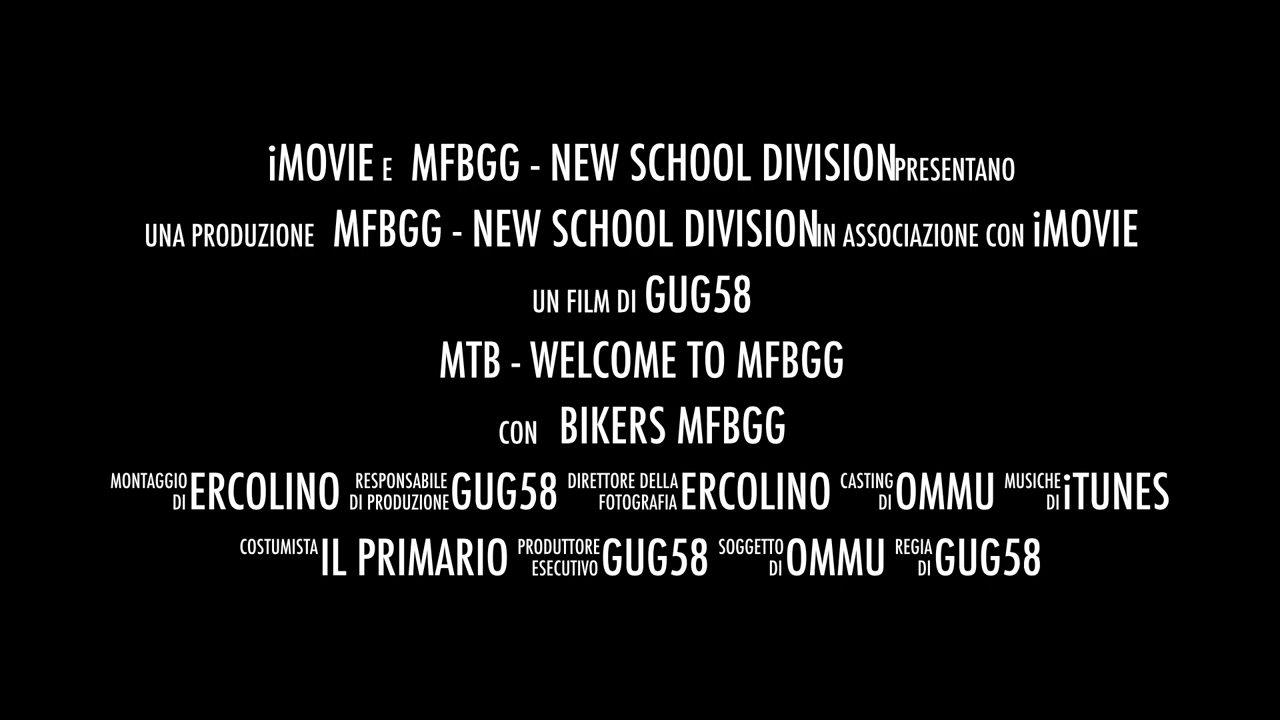 iMOVIE E MFBGG - NEW SCHOOL DIVISION PRESENTANO
UNA PRODUZIONE MFBGG - NEW SCHOOL DIVISION IN ASSOCIAZIONE CON iMOVIE
UN FILM DI GUG58
MTB - WELCOME TO MFBGG
CON BIKERS MFBGG
MONTAGGIO DI ERCOLINO RESPONSABILE DI PRODUZIONE GUG58 DIRETTORE DELLA FOTOGRAFIA ERCOLINO CASTING DI OMMU MUSICHE DI iTUNES
COSTUMISTA IL PRIMARIO PRODUTTORE ESECUTIVO GUG58 SOGGETTO DI OMMU REGIA DI GUG58